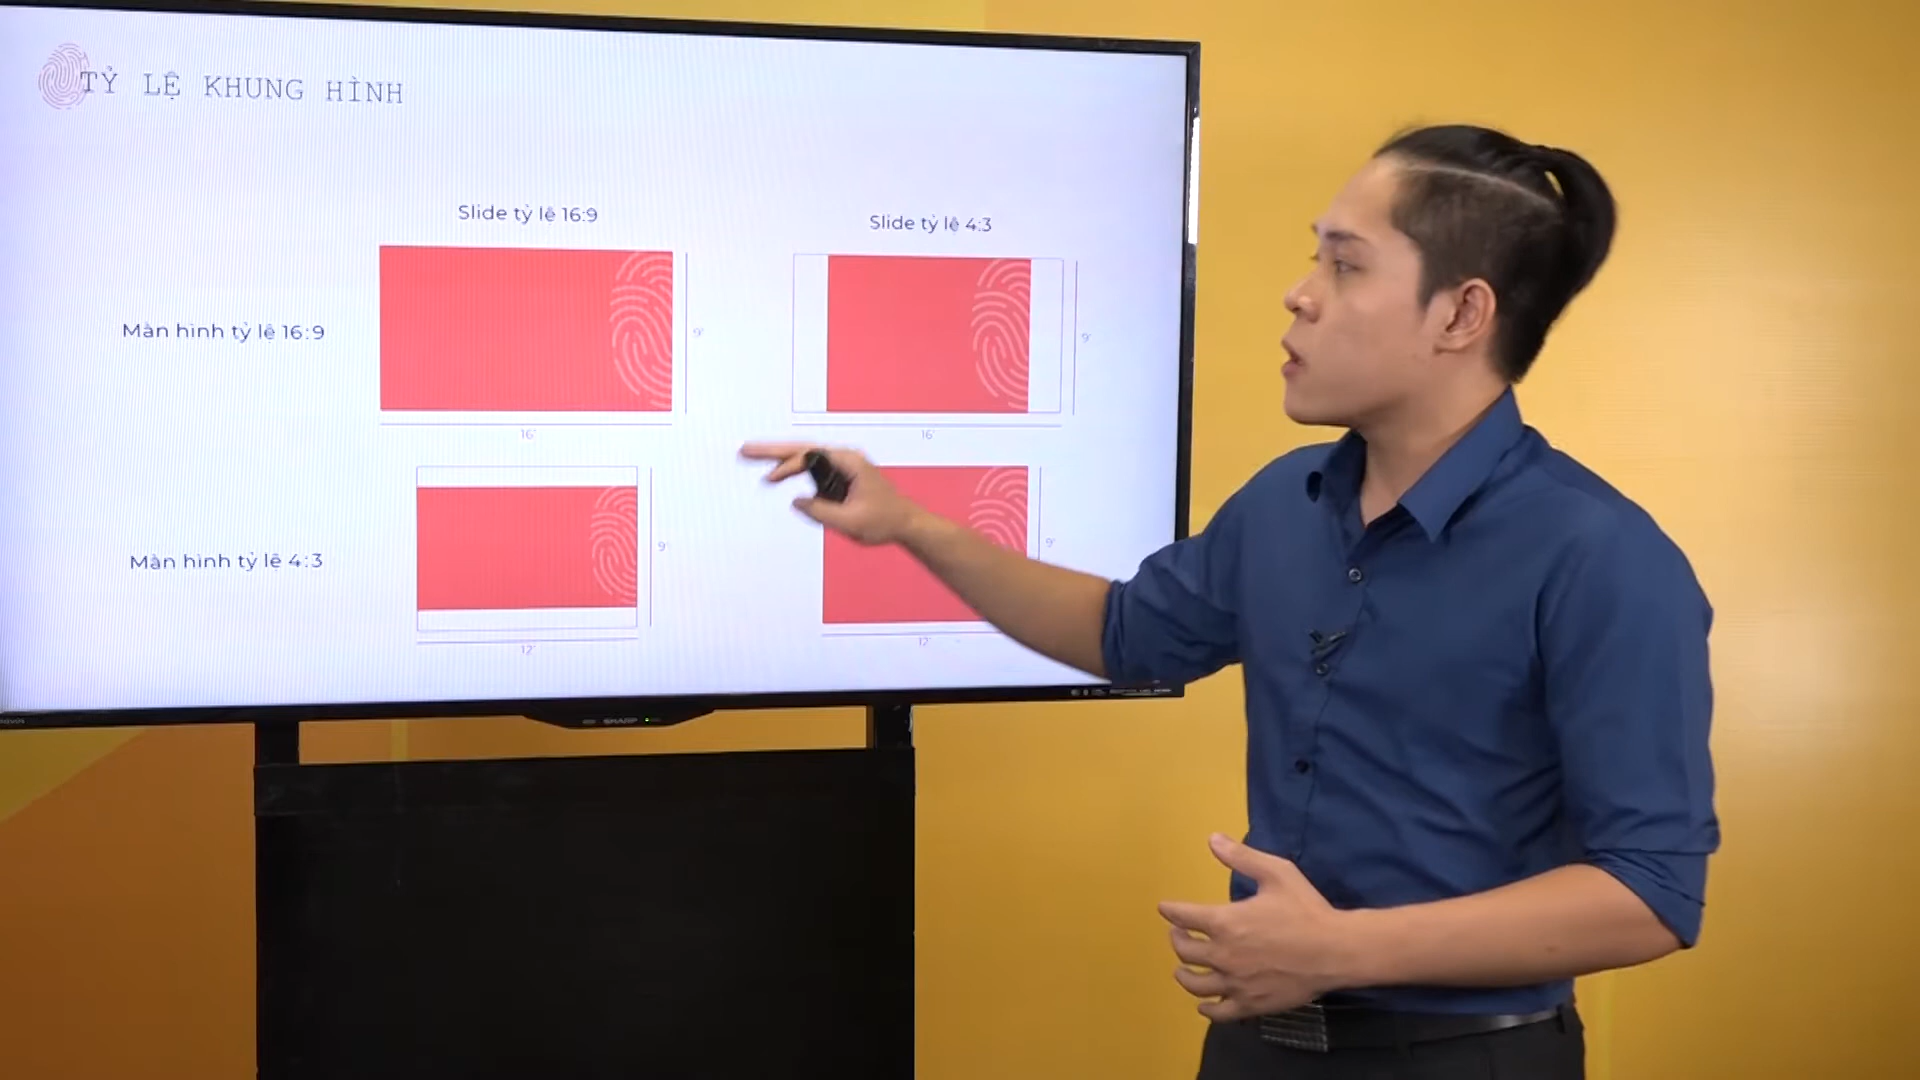 TỶ LỆ KHUNG HÌNH
Slide tỷ lệ 16:9
Slide tỷ lệ 4:3
Màn hình tỷ lệ 16:9
9'
9'
16'
16'
Màn hình tỷ lệ 4:3
9'
9'
12'
12'
SHARP